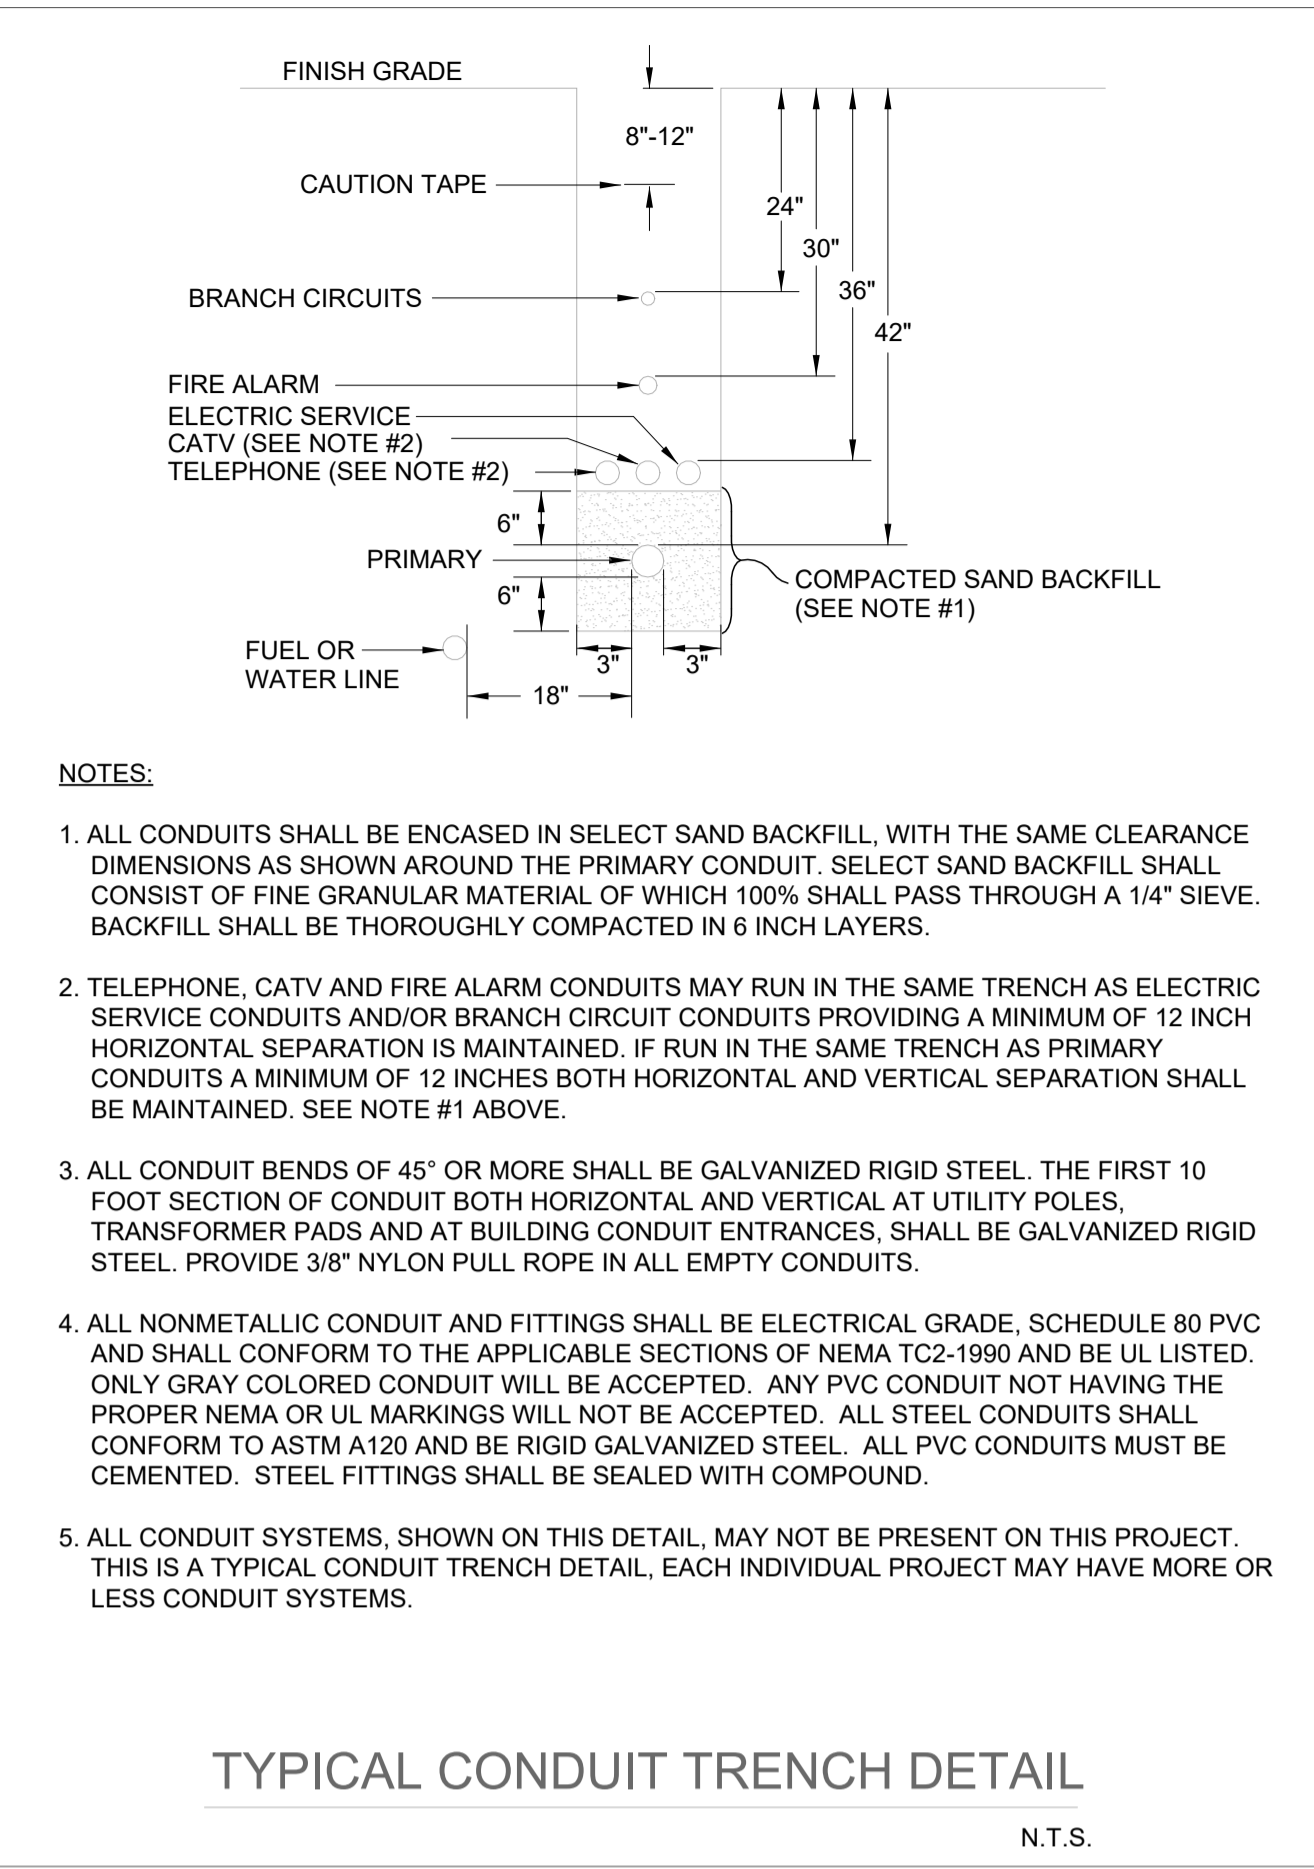 FINISH GRADE
8"-12"
CAUTION TAPE
24"
30"
BRANCH CIRCUITS
36"
42"
FIRE ALARM
ELECTRIC SERVICE
CATV (SEE NOTE #2)
TELEPHONE (SEE NOTE #2)
6"
PRIMARY
6"
COMPACTED SAND BACKFILL
(SEE NOTE #1)
FUEL OR
WATER LINE
3"
3"
18"
NOTES:
1. ALL CONDUITS SHALL BE ENCASED IN SELECT SAND BACKFILL, WITH THE SAME CLEARANCE
DIMENSIONS AS SHOWN AROUND THE PRIMARY CONDUIT. SELECT SAND BACKFILL SHALL
CONSIST OF FINE GRANULAR MATERIAL OF WHICH 100% SHALL PASS THROUGH A 1/4" SIEVE.
BACKFILL SHALL BE THOROUGHLY COMPACTED IN 6 INCH LAYERS.
2. TELEPHONE, CATV AND FIRE ALARM CONDUITS MAY RUN IN THE SAME TRENCH AS ELECTRIC
SERVICE CONDUITS AND/OR BRANCH CIRCUIT CONDUITS PROVIDING A MINIMUM OF 12 INCH
HORIZONTAL SEPARATION IS MAINTAINED. IF RUN IN THE SAME TRENCH AS PRIMARY
CONDUITS A MINIMUM OF 12 INCHES BOTH HORIZONTAL AND VERTICAL SEPARATION SHALL
BE MAINTAINED. SEE NOTE #1 ABOVE.
3. ALL CONDUIT BENDS OF 45° OR MORE SHALL BE GALVANIZED RIGID STEEL. THE FIRST 10
FOOT SECTION OF CONDUIT BOTH HORIZONTAL AND VERTICAL AT UTILITY POLES,
TRANSFORMER PADS AND AT BUILDING CONDUIT ENTRANCES, SHALL BE GALVANIZED RIGID
STEEL. PROVIDE 3/8" NYLON PULL ROPE IN ALL EMPTY CONDUITS.
4. ALL NONMETALLIC CONDUIT AND FITTINGS SHALL BE ELECTRICAL GRADE, SCHEDULE 80 PVC
AND SHALL CONFORM TO THE APPLICABLE SECTIONS OF NEMA TC2-1990 AND BE UL LISTED.
ONLY GRAY COLORED CONDUIT WILL BE ACCEPTED. ANY PVC CONDUIT NOT HAVING THE
PROPER NEMA OR UL MARKINGS WILL NOT BE ACCEPTED. ALL STEEL CONDUITS SHALL
CONFORM TO ASTM A120 AND BE RIGID GALVANIZED STEEL. ALL PVC CONDUITS MUST BE
CEMENTED. STEEL FITTINGS SHALL BE SEALED WITH COMPOUND.
5. ALL CONDUIT SYSTEMS, SHOWN ON THIS DETAIL, MAY NOT BE PRESENT ON THIS PROJECT.
THIS IS A TYPICAL CONDUIT TRENCH DETAIL, EACH INDIVIDUAL PROJECT MAY HAVE MORE OR
LESS CONDUIT SYSTEMS.
TYPICAL CONDUIT TRENCH DETAIL
N.T.S.